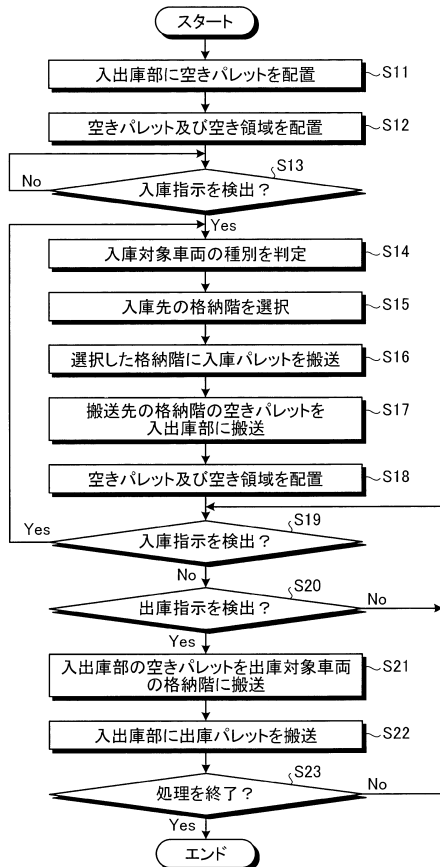 スタート
入出庫部に空きパレットを配置
S11
空きパレット及び空き領域を配置
S12
S13
No
入庫指示を検出?
Yes
入庫対象車両の種別を判定
S14
入庫先の格納階を選択
S15
選択した格納階に入庫パレットを搬送
S16
搬送先の格納階の空きパレットを
入出庫部に搬送
S17
空きパレット及び空き領域を配置
S18
S19
Yes
入庫指示を検出?
No
S20
出庫指示を検出?
No
Yes
入出庫部の空きパレットを出庫対象車両
の格納階に搬送
S21
入出庫部に出庫パレットを搬送
S22
S23
処理を終了?
No
Yes
エンド